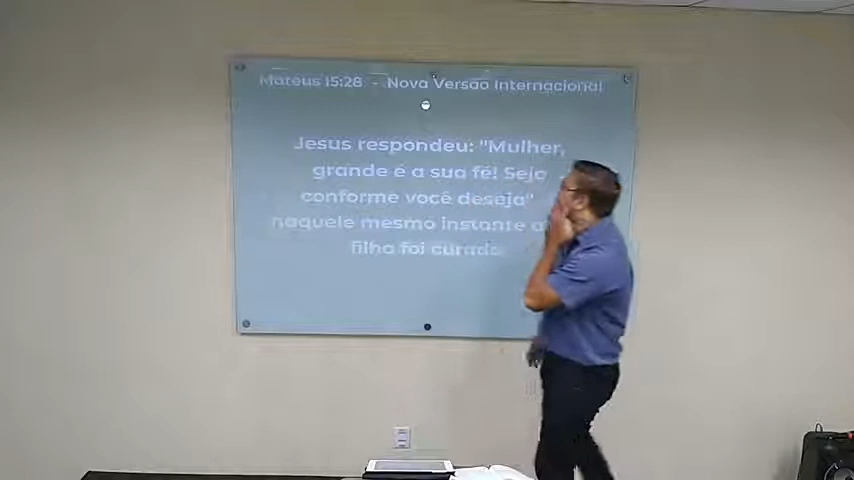 Mateus 15:28 - Nova Versão Internacional
Jesus respondeu: "Mulher,
grande é a sua fé! Seja
conforme você deseja"
naquele mesmo instante a
filha foi curada.